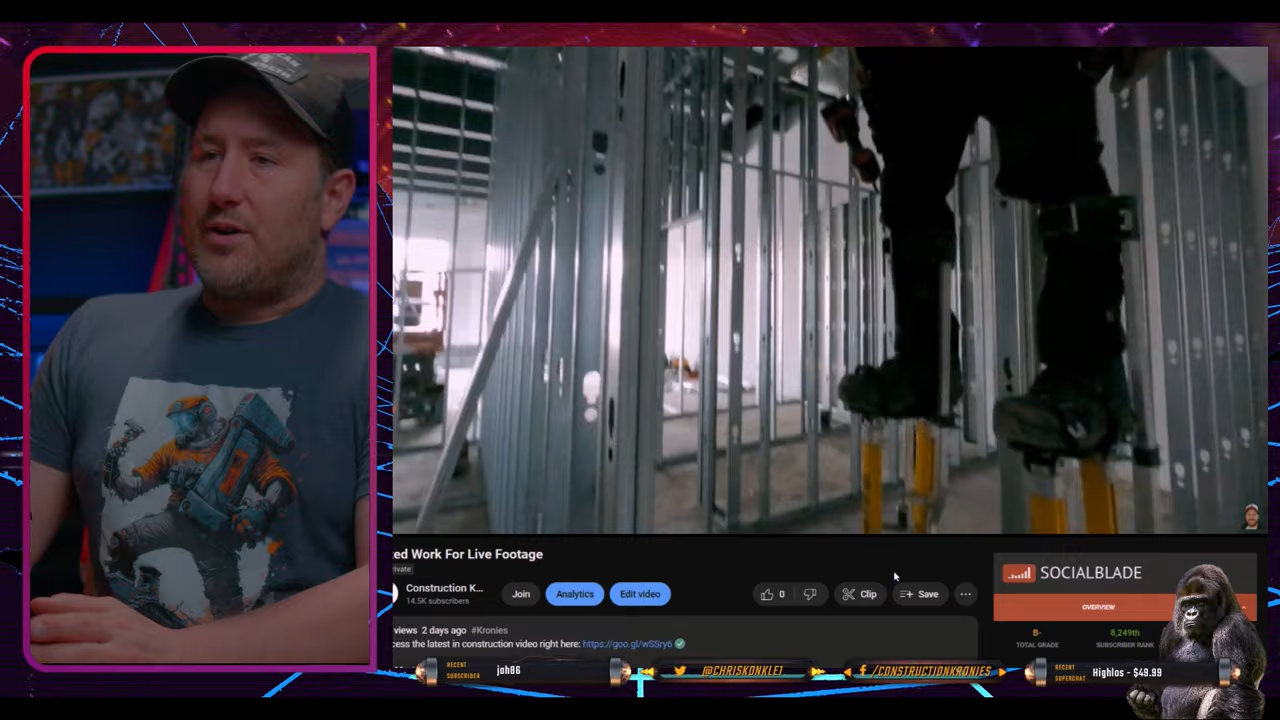 ed Work For Live Footage
ivate
Construction K...
14.5K subscribers
Join
Analytics
Edit video
0
Clip
Save
views 2 days ago #Kronies
cess the latest in construction video right here: https://goo.gl/wSSry6
SOCIALBLADE
OVERVIEW
B-
TOTAL GRADE
8,249th
SUBSCRIBER RANK
RECENT
SUBSCRIBER
joh86
@CHRISKONKLE1
/CONSTRUCTIONKRONIES
RECENT
SUPERCHAT
Highlos - $49.99